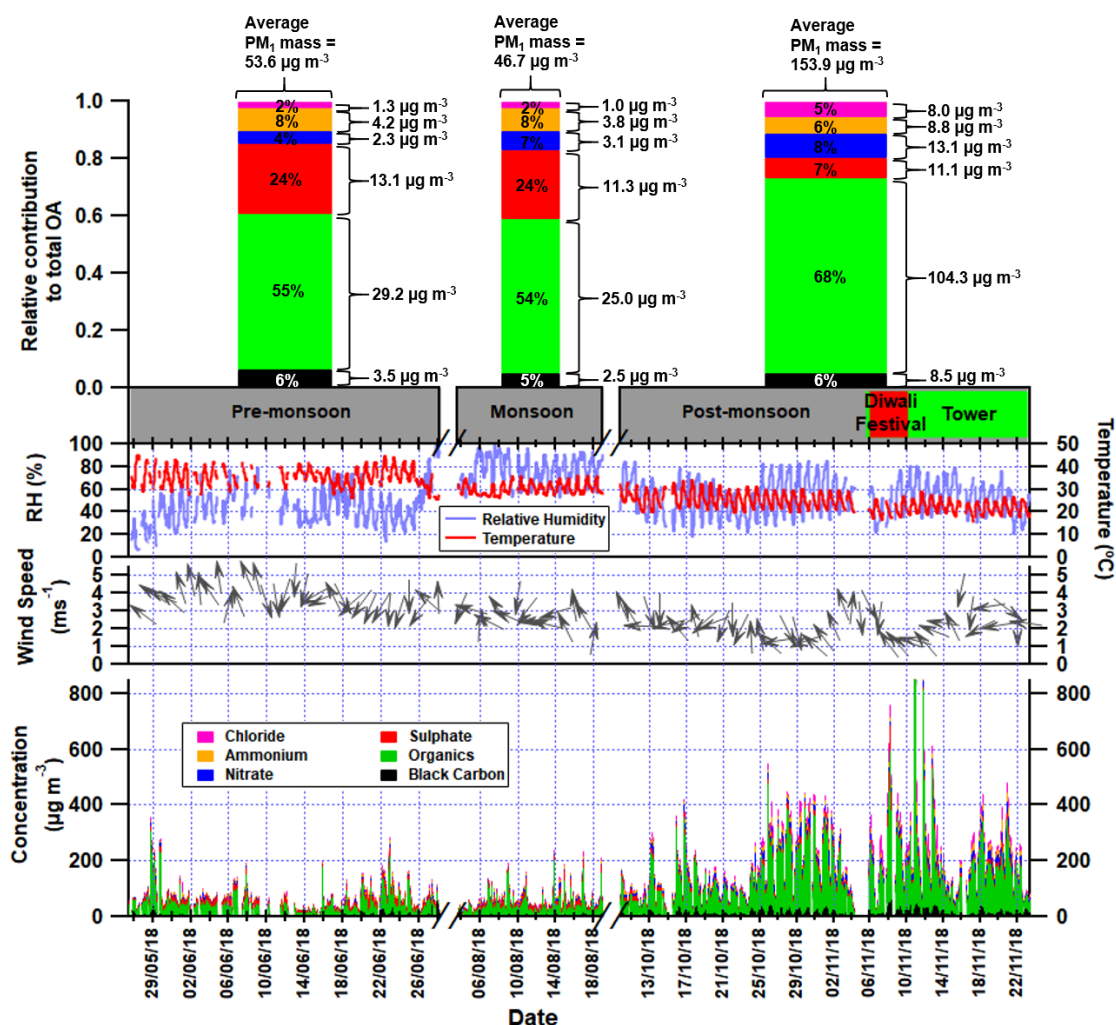 Average
PM₁ mass =
53.6 µg m⁻³
Average
PM₁ mass =
46.7 µg m⁻³
Average
PM₁ mass =
153.9 µg m⁻³
Relative contribution
to total OA
1.0
0.8
0.6
0.4
0.2
0.0
2%
8%
4%
24%
55%
6%
1.3 µg m⁻³
4.2 µg m⁻³
2.3 µg m⁻³
13.1 µg m⁻³
29.2 µg m⁻³
3.5 µg m⁻³
2%
8%
7%
24%
54%
5%
1.0 µg m⁻³
3.8 µg m⁻³
3.1 µg m⁻³
11.3 µg m⁻³
25.0 µg m⁻³
2.5 µg m⁻³
5%
6%
8%
7%
68%
6%
8.0 µg m⁻³
8.8 µg m⁻³
13.1 µg m⁻³
11.1 µg m⁻³
104.3 µg m⁻³
8.5 µg m⁻³
Pre-monsoon
Monsoon
Post-monsoon
Diwali
Festival
Tower
RH (%)
100
80
60
40
20
0
Relative Humidity
Temperature
50
40
30
20
10
0
Temperature (⁰C)
Wind Speed
(ms⁻¹)
5
4
3
2
1
0
5
4
3
2
1
0
Concentration
(µg m⁻³)
800
600
400
200
0
Chloride
Ammonium
Nitrate
Sulphate
Organics
Black Carbon
800
600
400
200
0
29/05/18
02/06/18
06/06/18
10/06/18
14/06/18
18/06/18
22/06/18
26/06/18
06/08/18
10/08/18
14/08/18
18/08/18
13/10/18
17/10/18
21/10/18
25/10/18
29/10/18
02/11/18
06/11/18
10/11/18
14/11/18
18/11/18
22/11/18
Date